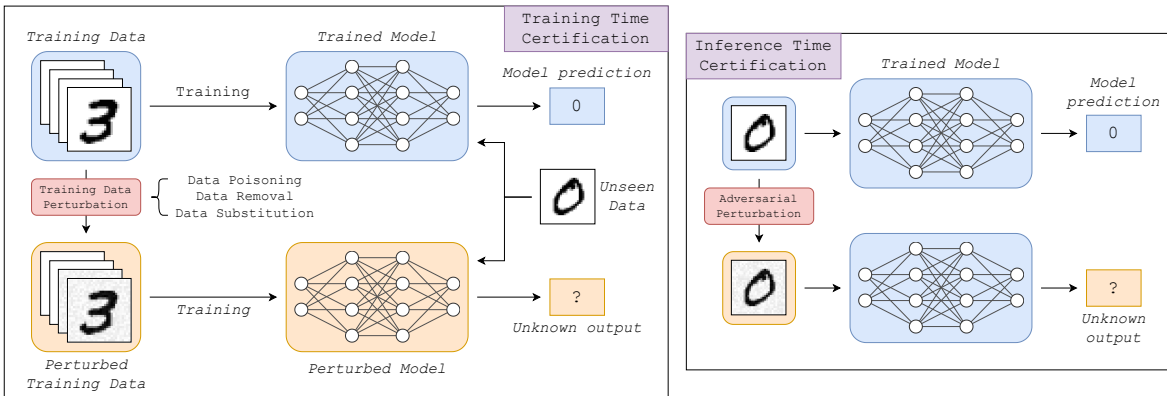 Training Time
Certification
Training Data
Trained Model
Model prediction
Training
0
Training Data
Perturbation
Data Poisoning
Data Removal
Data Substitution
Unseen
Data
Training
?
Unknown output
Perturbed
Training Data
Perturbed Model
Inference Time
Certification
Trained Model
Model
prediction
0
Adversarial
Perturbation
?
Unknown
output